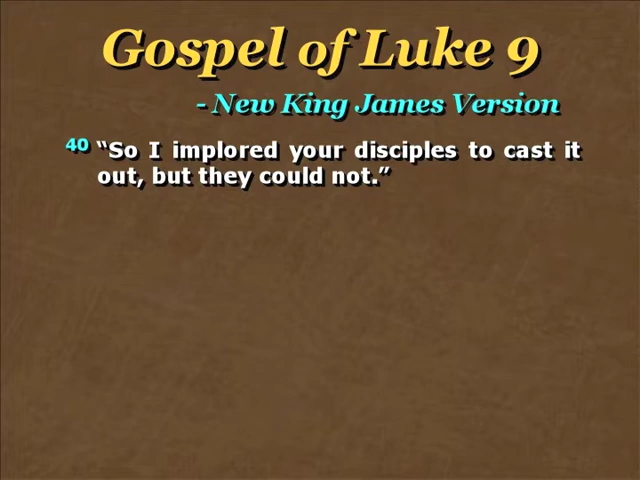 Gospel of Luke 9
- New King James Version
40 “So I implored your disciples to cast it
out, but they could not.”